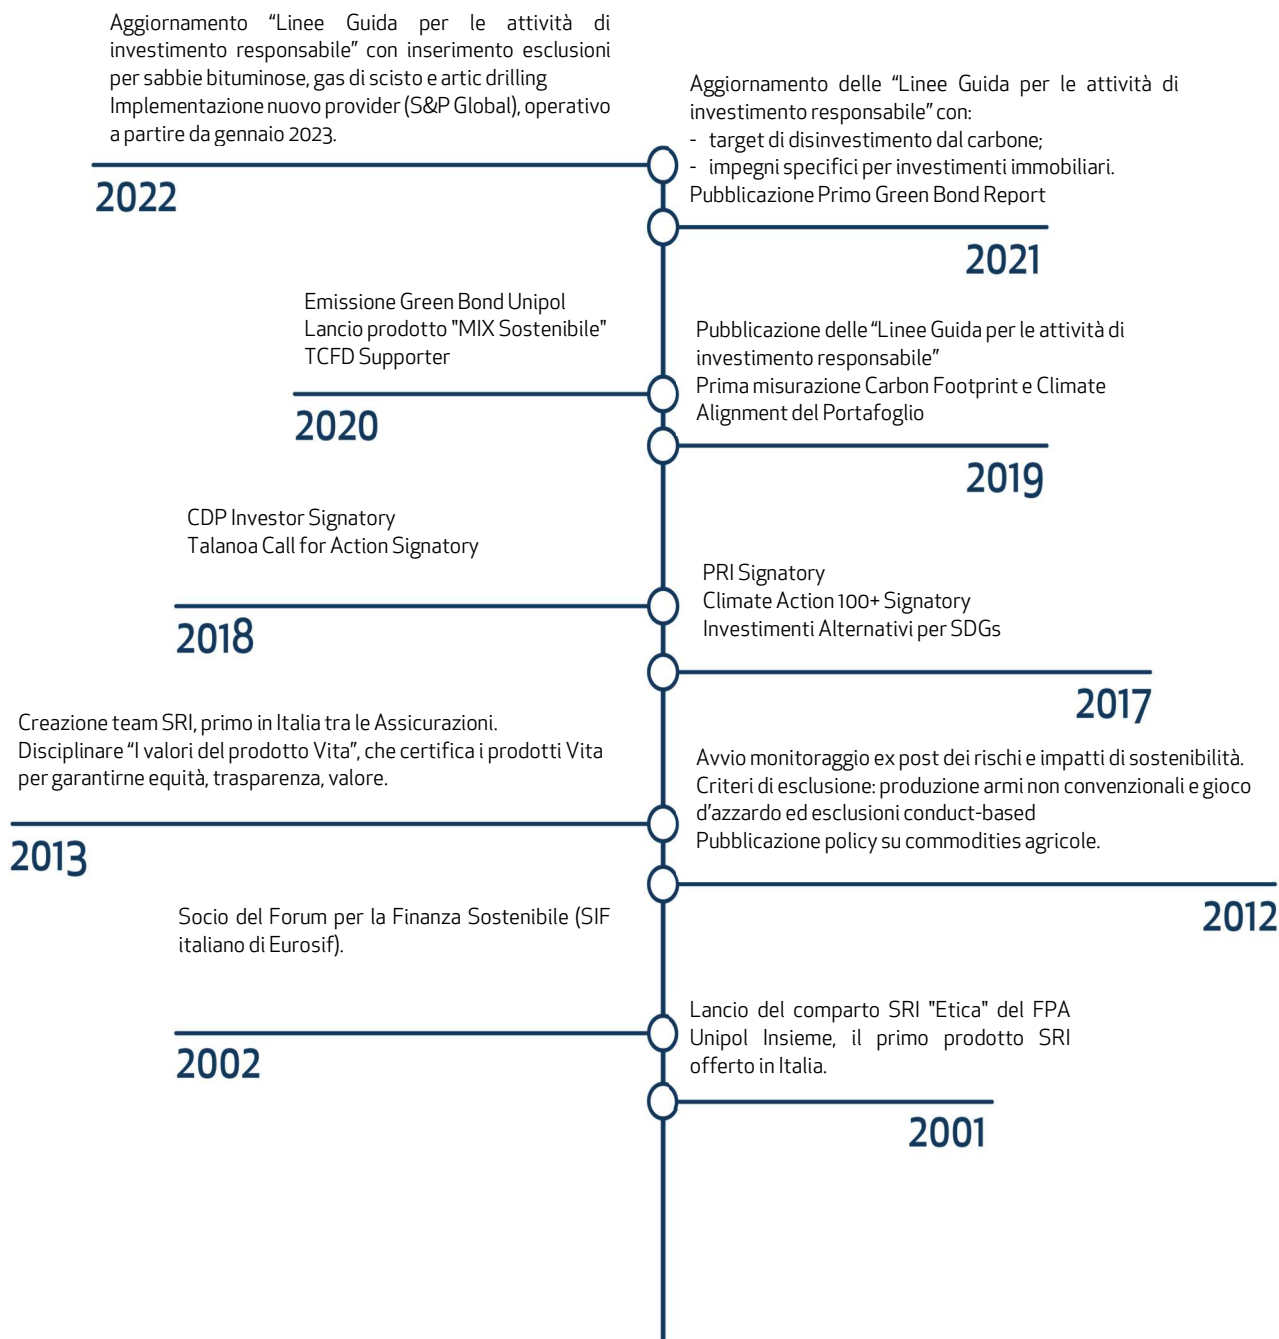 Aggiornamento “Linee Guida per le attività di
investimento responsabile” con inserimento esclusioni
per sabbie bituminose, gas di scisto e artic drilling
Implementazione nuovo provider (S&P Global), operativo
a partire da gennaio 2023.
2022
Aggiornamento delle “Linee Guida per le attività di
investimento responsabile” con:
- target di disinvestimento dal carbone;
- impegni specifici per investimenti immobiliari.
Pubblicazione Primo Green Bond Report
2021
Emissione Green Bond Unipol
Lancio prodotto "MIX Sostenibile"
TCFD Supporter
2020
Pubblicazione delle “Linee Guida per le attività di
investimento responsabile”
Prima misurazione Carbon Footprint e Climate
Alignment del Portafoglio
2019
CDP Investor Signatory
Talanoa Call for Action Signatory
2018
PRI Signatory
Climate Action 100+ Signatory
Investimenti Alternativi per SDGs
2017
Creazione team SRI, primo in Italia tra le Assicurazioni.
Disciplinare “I valori del prodotto Vita”, che certifica i prodotti Vita
per garantirne equità, trasparenza, valore.
2013
Avvio monitoraggio ex post dei rischi e impatti di sostenibilità.
Criteri di esclusione: produzione armi non convenzionali e gioco
d’azzardo ed esclusioni conduct-based
Pubblicazione policy su commodities agricole.
2012
Socio del Forum per la Finanza Sostenibile (SIF
italiano di Eurosif).
2002
Lancio del comparto SRI "Etica" del FPA
Unipol Insieme, il primo prodotto SRI
offerto in Italia.
2001